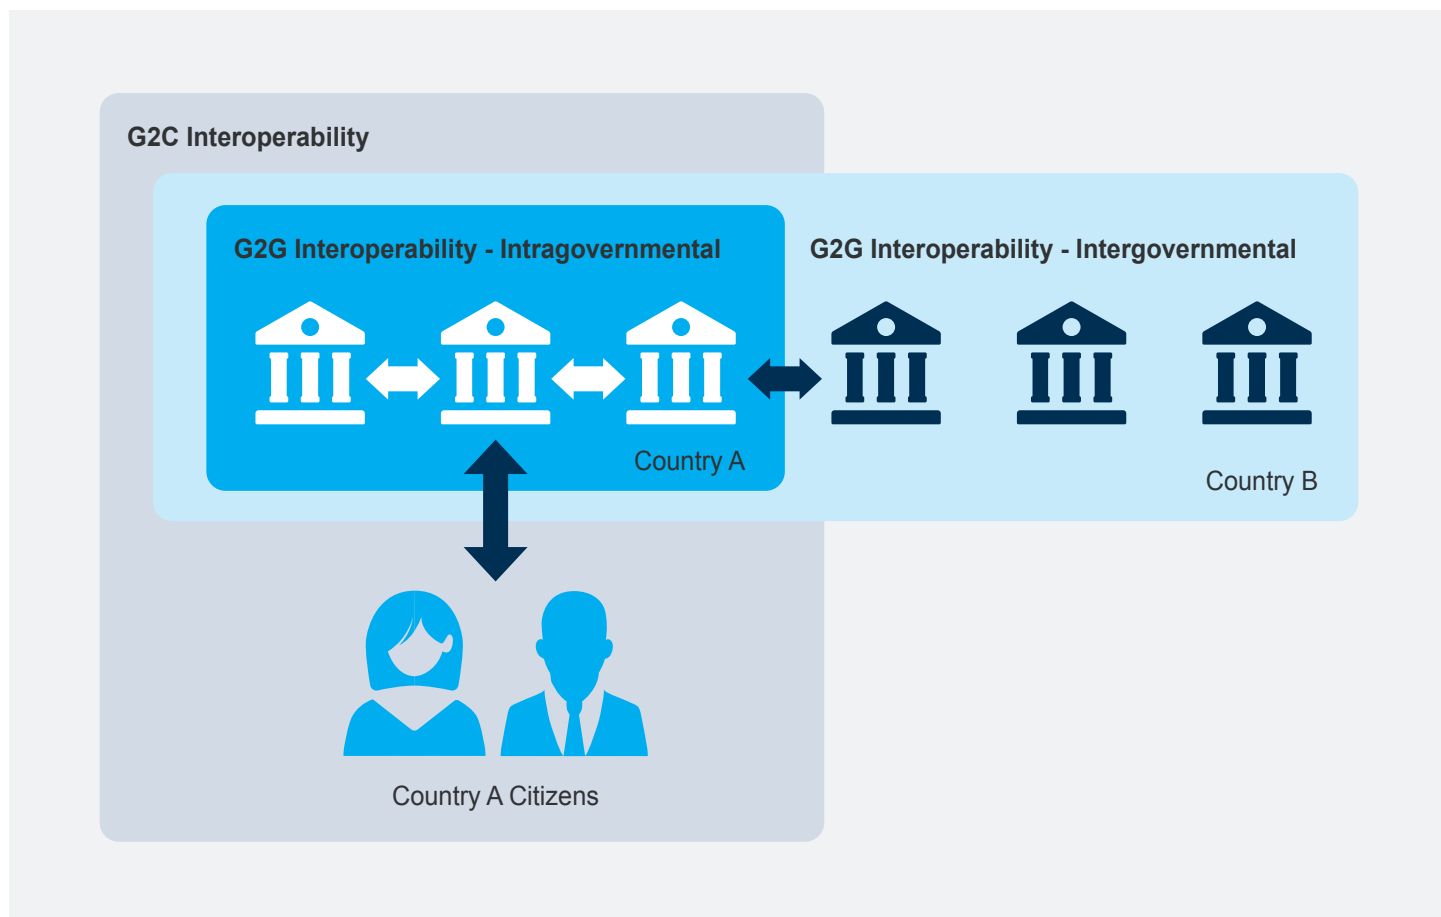 G2C Interoperability
G2G Interoperability - Intragovernmental
G2G Interoperability - Intergovernmental
Country A
Country B
Country A Citizens